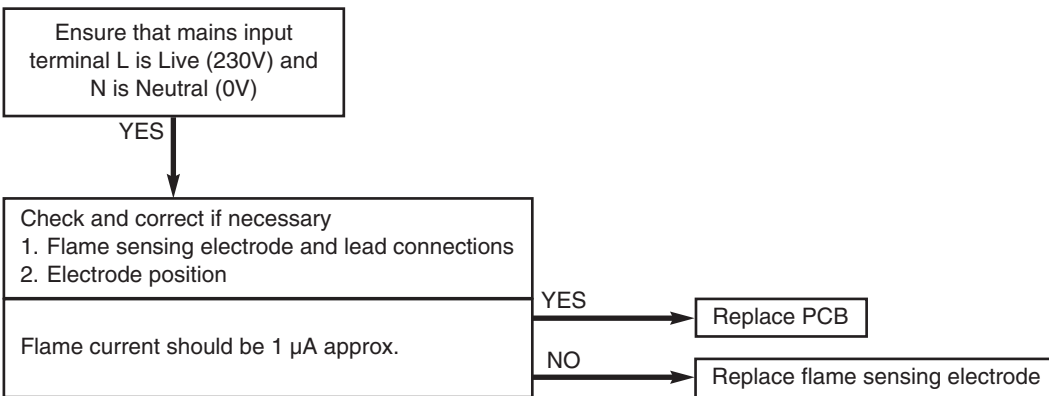 Ensure that mains input
terminal L is Live (230V) and
N is Neutral (0V)
YES
Check and correct if necessary
1. Flame sensing electrode and lead connections
2. Electrode position
Flame current should be 1 μA approx.
YES
Replace PCB
NO
Replace flame sensing electrode